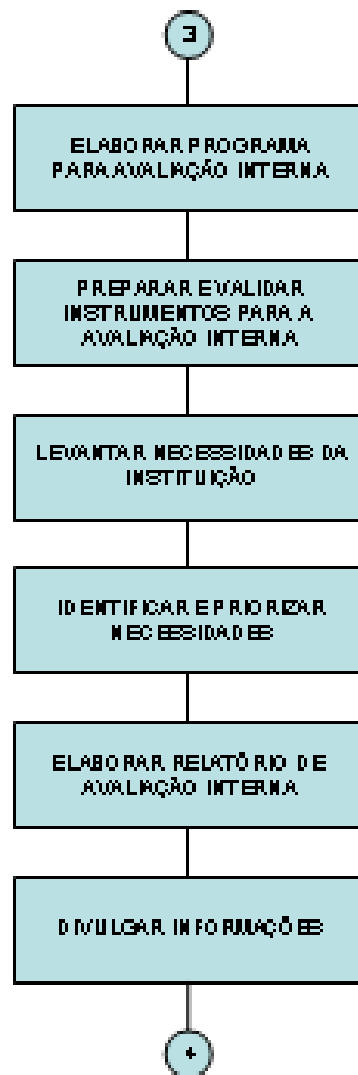 3
ELABORAR PROGRAMA
PARA AVALIAÇÃO INTERNA
PREPARAR E VALIDAR
INSTRUMENTOS PARA A
AVALIAÇÃO INTERNA
LEVANTAR NECESSIDADES DA
INSTITUIÇÃO
IDENTIFICAR E PRIORIZAR
NECESSIDADES
ELABORAR RELATÓRIO DE
AVALIAÇÃO INTERNA
DIVULGAR INFORMAÇÕES
4